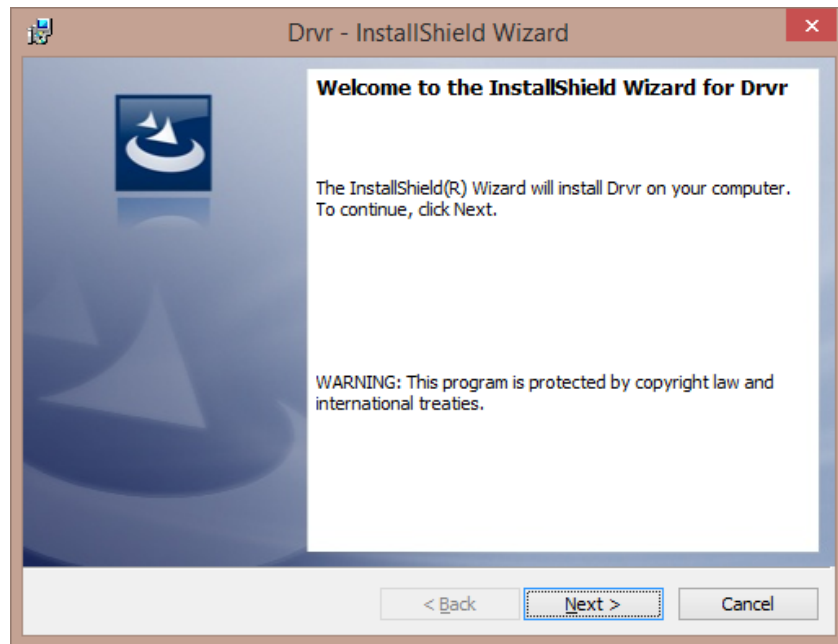 Drvr - InstallShield Wizard
Welcome to the InstallShield Wizard for Drvr
The InstallShield(R) Wizard will install Drvr on your computer.
To continue, click Next.
WARNING: This program is protected by copyright law and
international treaties.
< Back
Next >
Cancel